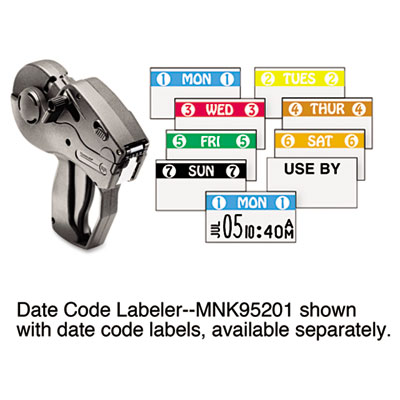 ① MON ①
② TUES ②
③ WED ③
④ THUR ④
⑤ FRI ⑤
⑥ SAT ⑥
⑦ SUN ⑦
USE BY
① MON ①
JUL 05 10:40 AM
Date Code Labeler--MNK95201 shown
with date code labels, available separately.